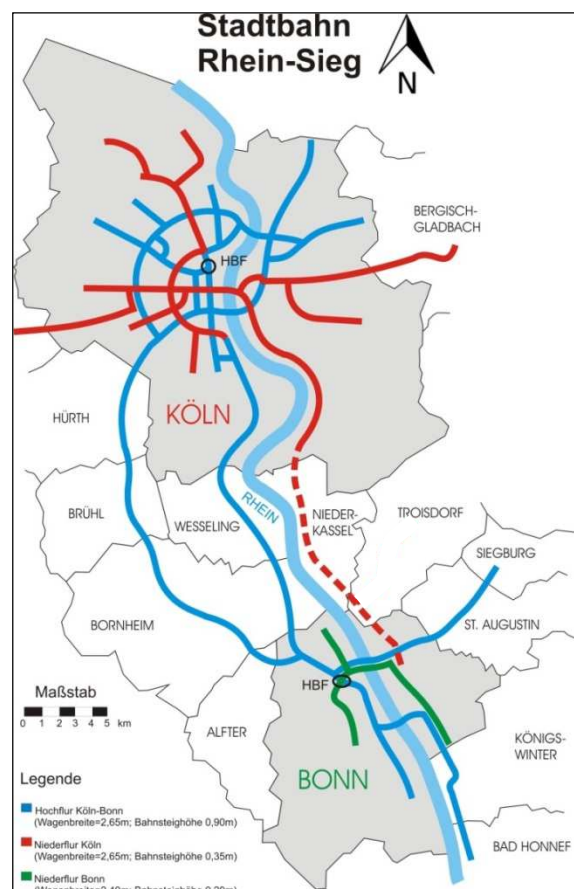 Stadtbahn
Rhein-Sieg
N
BERGISCH-
GLADBACH
HBF
KÖLN
HÜRTH
RHEIN
NIEDER-
KASSEL
TROISDORF
BRÜHL
WESSELING
SIEGBURG
BORNHEIM
ST. AUGUSTIN
HBF
Maßstab
0 1 2 3 4 5
km
ALFTER
KÖNIGS-
WINTER
BONN
Legende
Hochflur Köln-Bonn
(Wagenbreite=2,65m; Bahnsteighöhe 0,90m)
BAD HONNEF
Niederflur Köln
(Wagenbreite=2,65m; Bahnsteighöhe 0,35m)
Niederflur Bonn